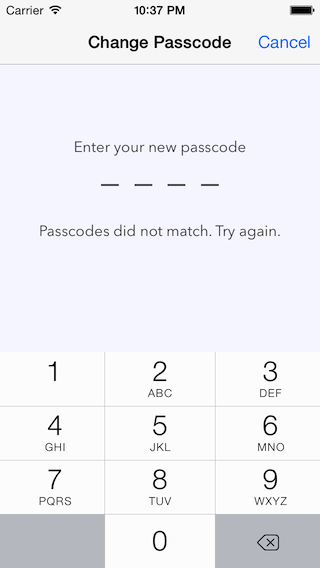 Carrier 10:37 PM
Change Passcode Cancel
Enter your new passcode
Passcodes did not match. Try again.
1 2 3
ABC DEF
4 5 6
GHI JKL MNO
7 8 9
PQRS TUV WXYZ
0